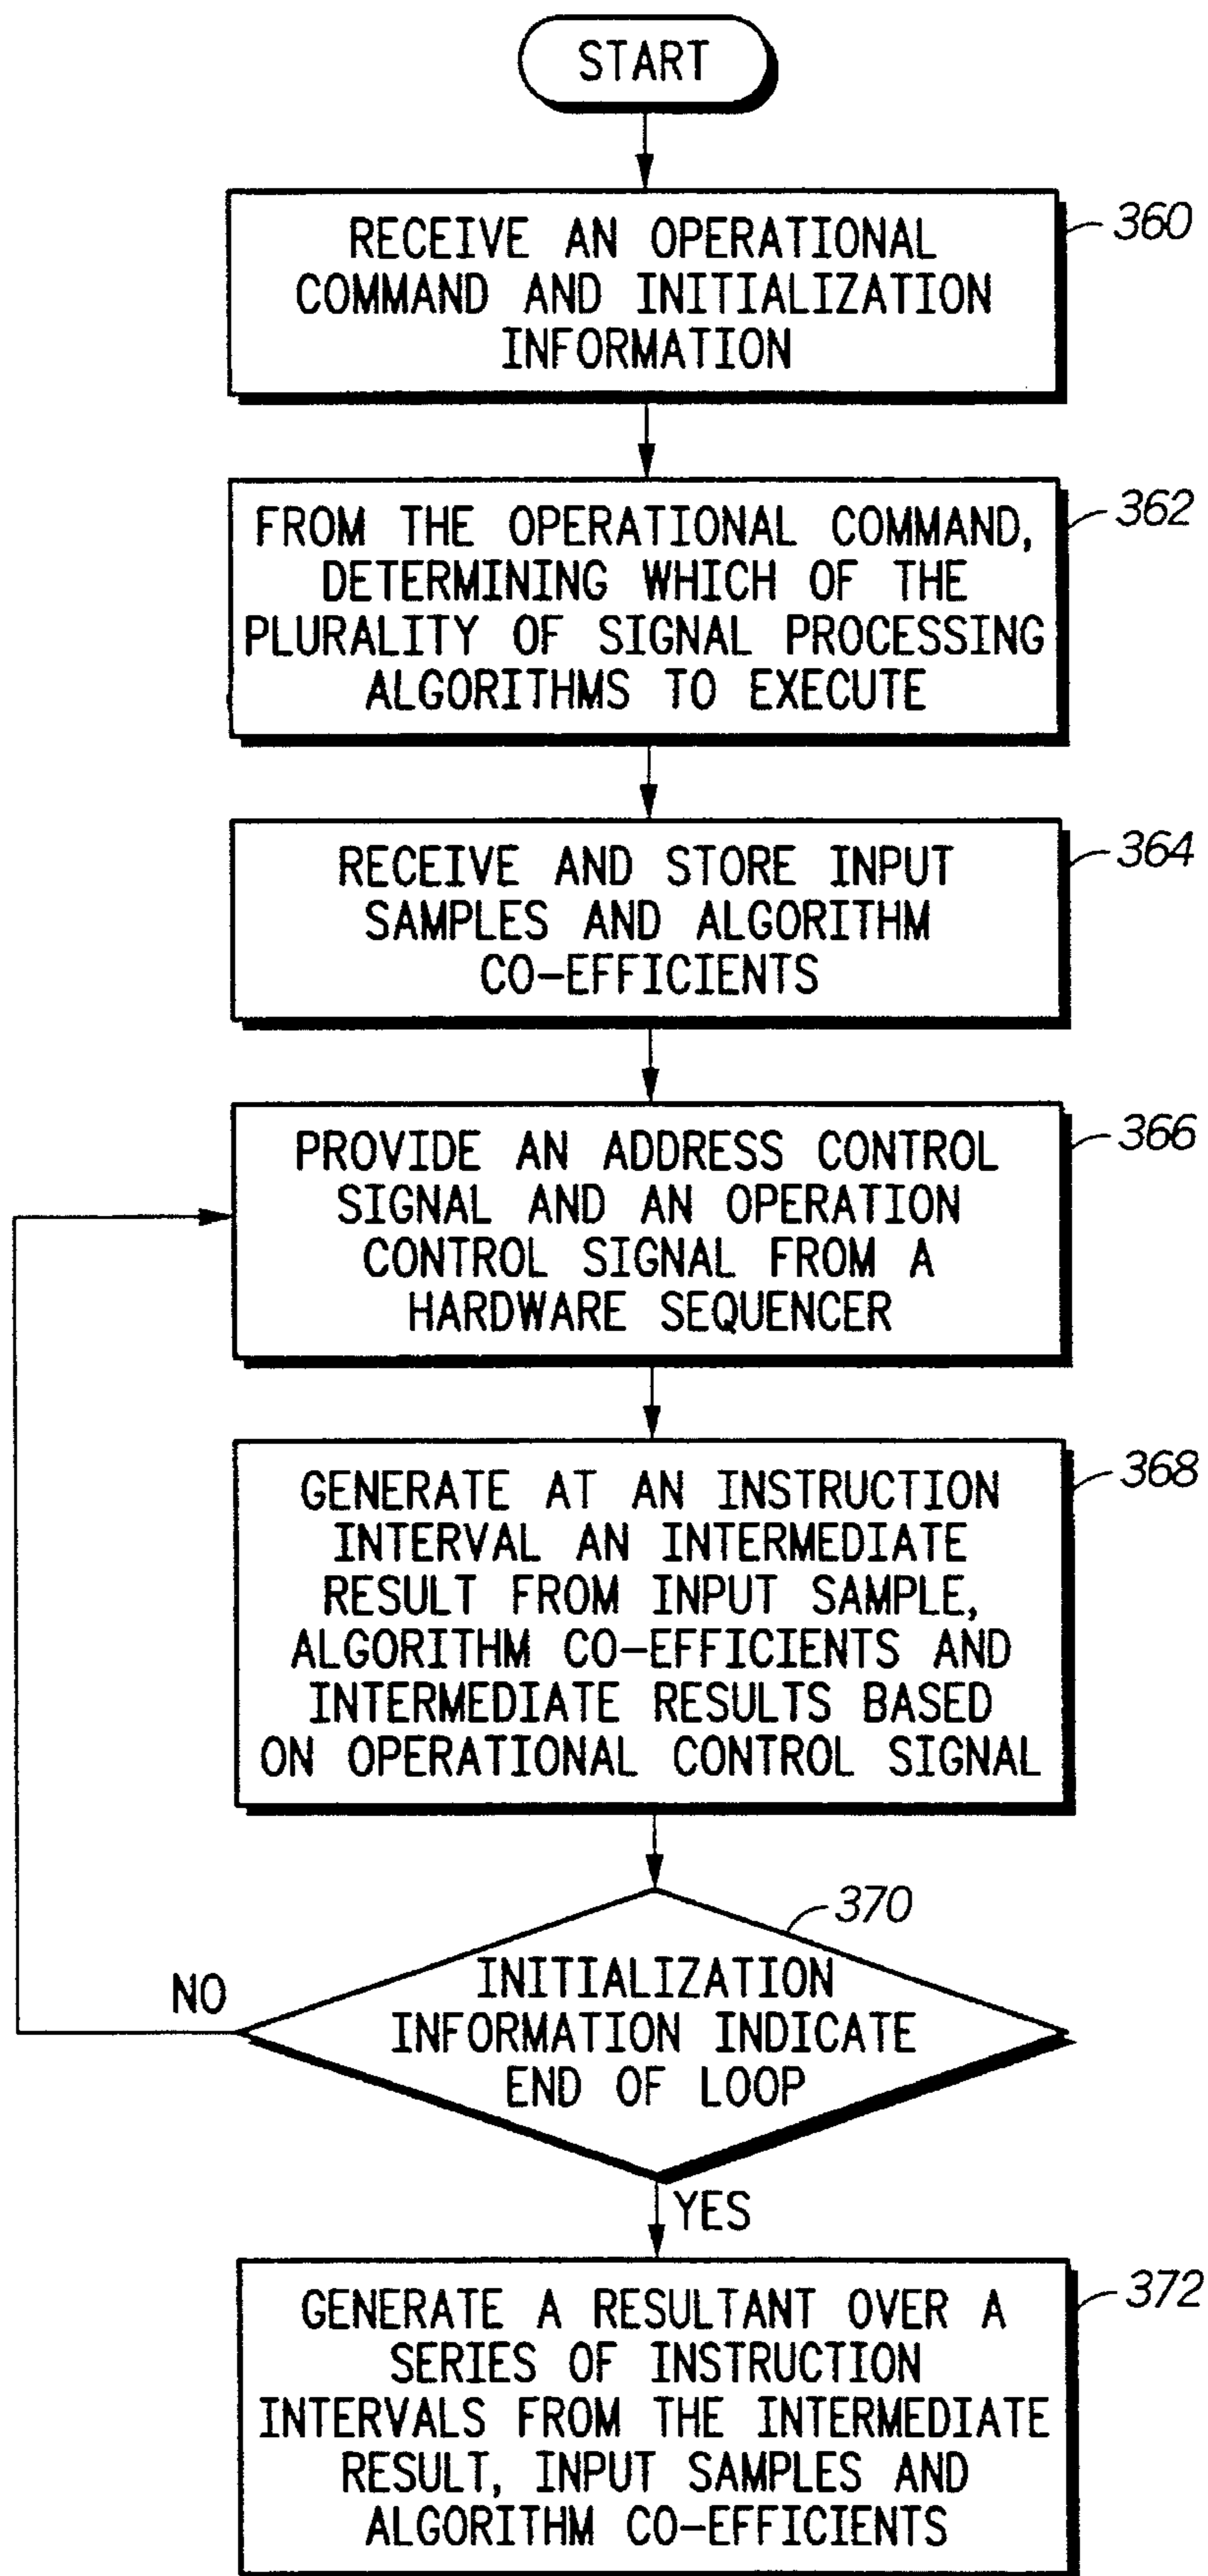 START
RECEIVE AN OPERATIONAL
COMMAND AND INITIALIZATION
INFORMATION
360
FROM THE OPERATIONAL COMMAND,
DETERMINING WHICH OF THE
PLURALITY OF SIGNAL PROCESSING
ALGORITHMS TO EXECUTE
362
RECEIVE AND STORE INPUT
SAMPLES AND ALGORITHM
CO-EFFICIENTS
364
PROVIDE AN ADDRESS CONTROL
SIGNAL AND AN OPERATION
CONTROL SIGNAL FROM A
HARDWARE SEQUENCER
366
GENERATE AT AN INSTRUCTION
INTERVAL AN INTERMEDIATE
RESULT FROM INPUT SAMPLE,
ALGORITHM CO-EFFICIENTS AND
INTERMEDIATE RESULTS BASED
ON OPERATIONAL CONTROL SIGNAL
368
370
INITIALIZATION
INFORMATION INDICATE
END OF LOOP
NO
YES
GENERATE A RESULTANT OVER A
SERIES OF INSTRUCTION
INTERVALS FROM THE INTERMEDIATE
RESULT, INPUT SAMPLES AND
ALGORITHM CO-EFFICIENTS
372